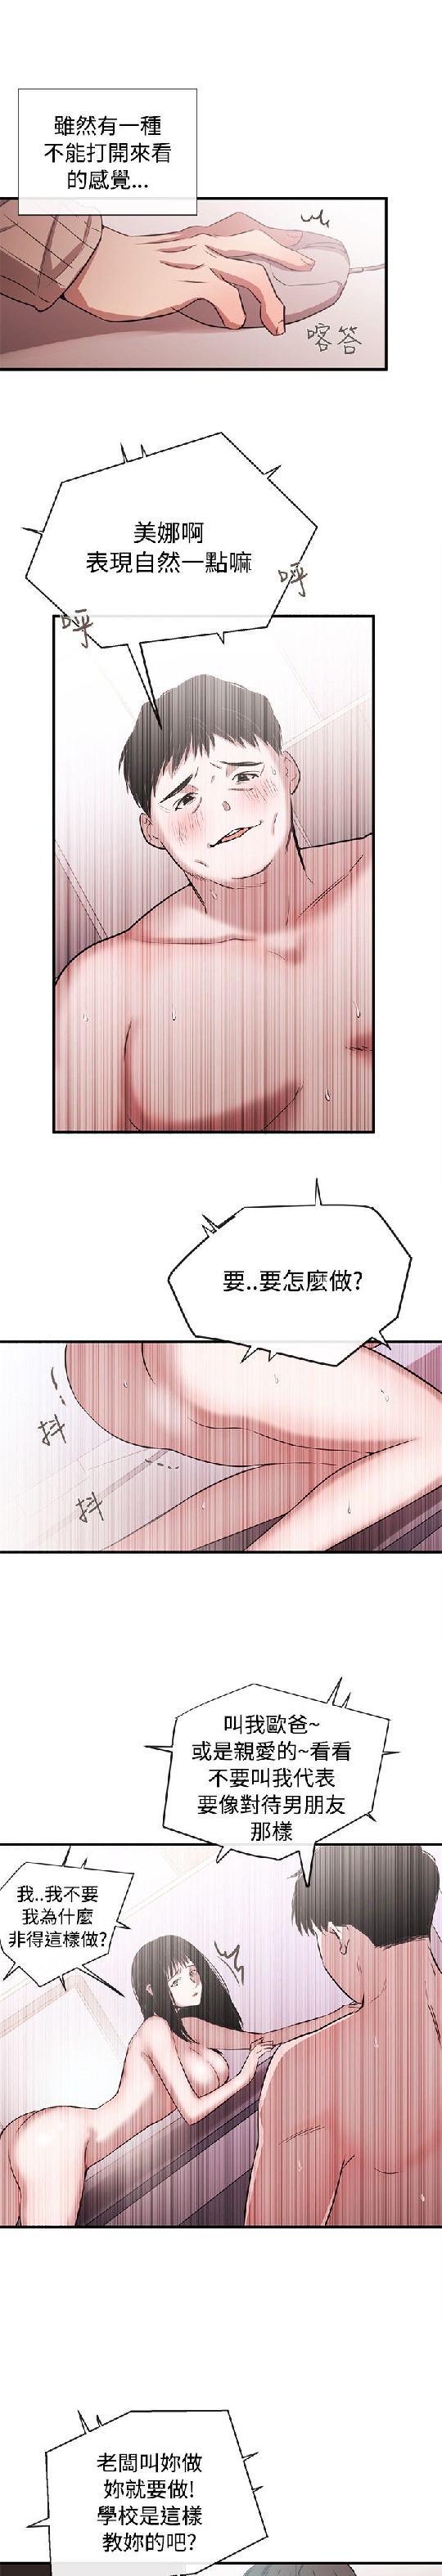 雖然有一種
不能打開來看
的感覺...
喀答
美娜啊
表現自然一點嘛
呼
呼
要..要怎麼做?
抖
抖
叫我歐爸~
或是親愛的~看看
不要叫我代表
要像對待男朋友
那樣
我..我不要
我為什麼
非得這樣做?
老闆叫妳做
妳就要做!
學校是這樣
教妳的吧?